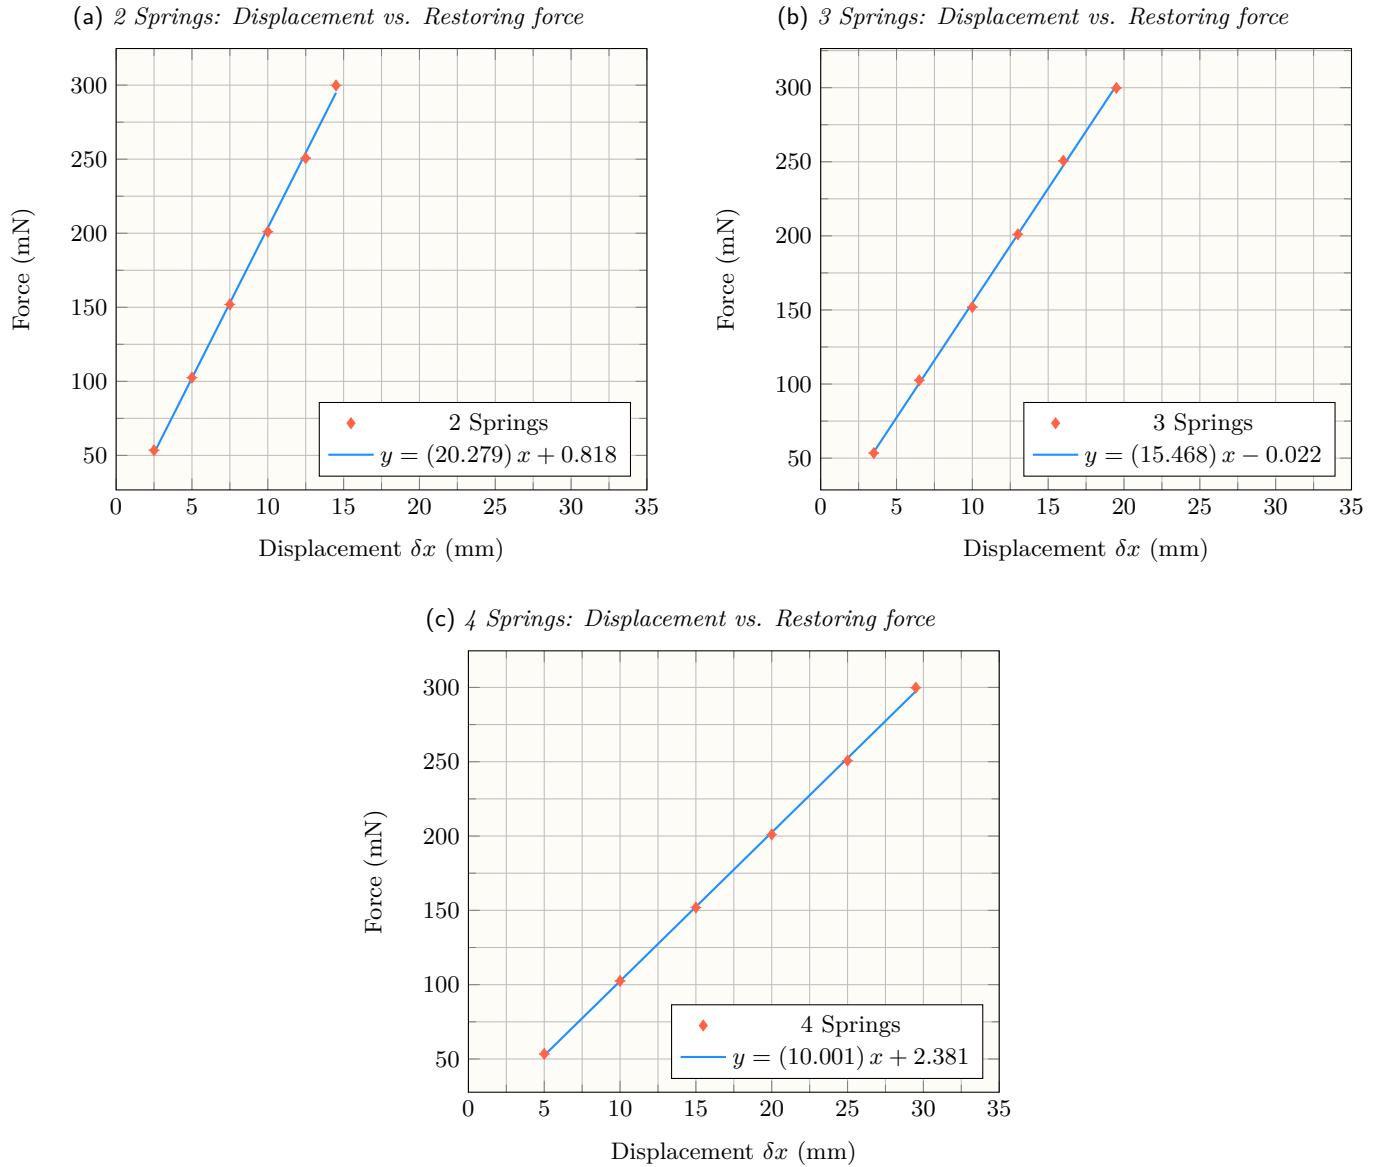 (a) 2 Springs: Displacement vs. Restoring force
300
250
200
150
100
50
Force (mN)
2 Springs
y = (20.279) x + 0.818
0 5 10 15 20 25 30 35
Displacement δx (mm)
(b) 3 Springs: Displacement vs. Restoring force
300
250
200
150
100
50
Force (mN)
3 Springs
y = (15.468) x − 0.022
0 5 10 15 20 25 30 35
Displacement δx (mm)
(c) 4 Springs: Displacement vs. Restoring force
300
250
200
150
100
50
Force (mN)
4 Springs
y = (10.001) x + 2.381
0 5 10 15 20 25 30 35
Displacement δx (mm)